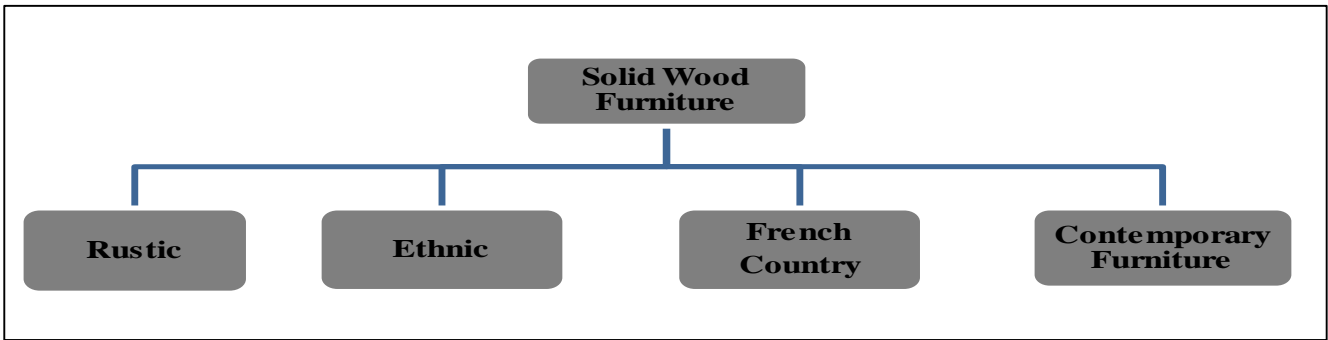 Solid Wood
Furniture
Rustic
Ethnic
French
Country
Contemporary
Furniture